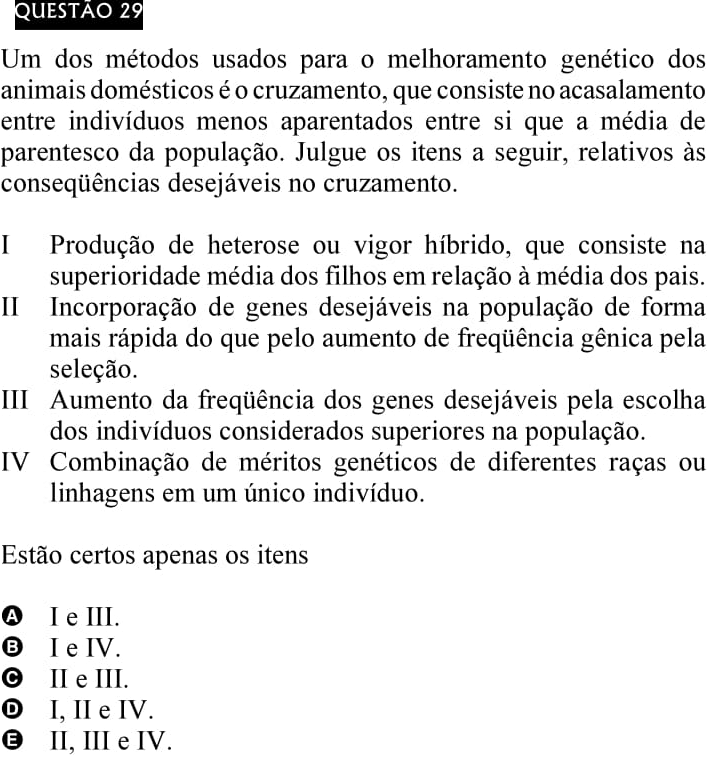 QUESTÃO 29
Um dos métodos usados para o melhoramento genético dos
animais domésticos é o cruzamento, que consiste no acasalamento
entre indivíduos menos aparentados entre si que a média de
parentesco da população. Julgue os itens a seguir, relativos às
conseqüências desejáveis no cruzamento.
I Produção de heterose ou vigor híbrido, que consiste na
superioridade média dos filhos em relação à média dos pais.
II Incorporação de genes desejáveis na população de forma
mais rápida do que pelo aumento de freqüência gênica pela
seleção.
III Aumento da freqüência dos genes desejáveis pela escolha
dos indivíduos considerados superiores na população.
IV Combinação de méritos genéticos de diferentes raças ou
linhagens em um único indivíduo.
Estão certos apenas os itens
A I e III.
B I e IV.
C II e III.
D I, II e IV.
E II, III e IV.